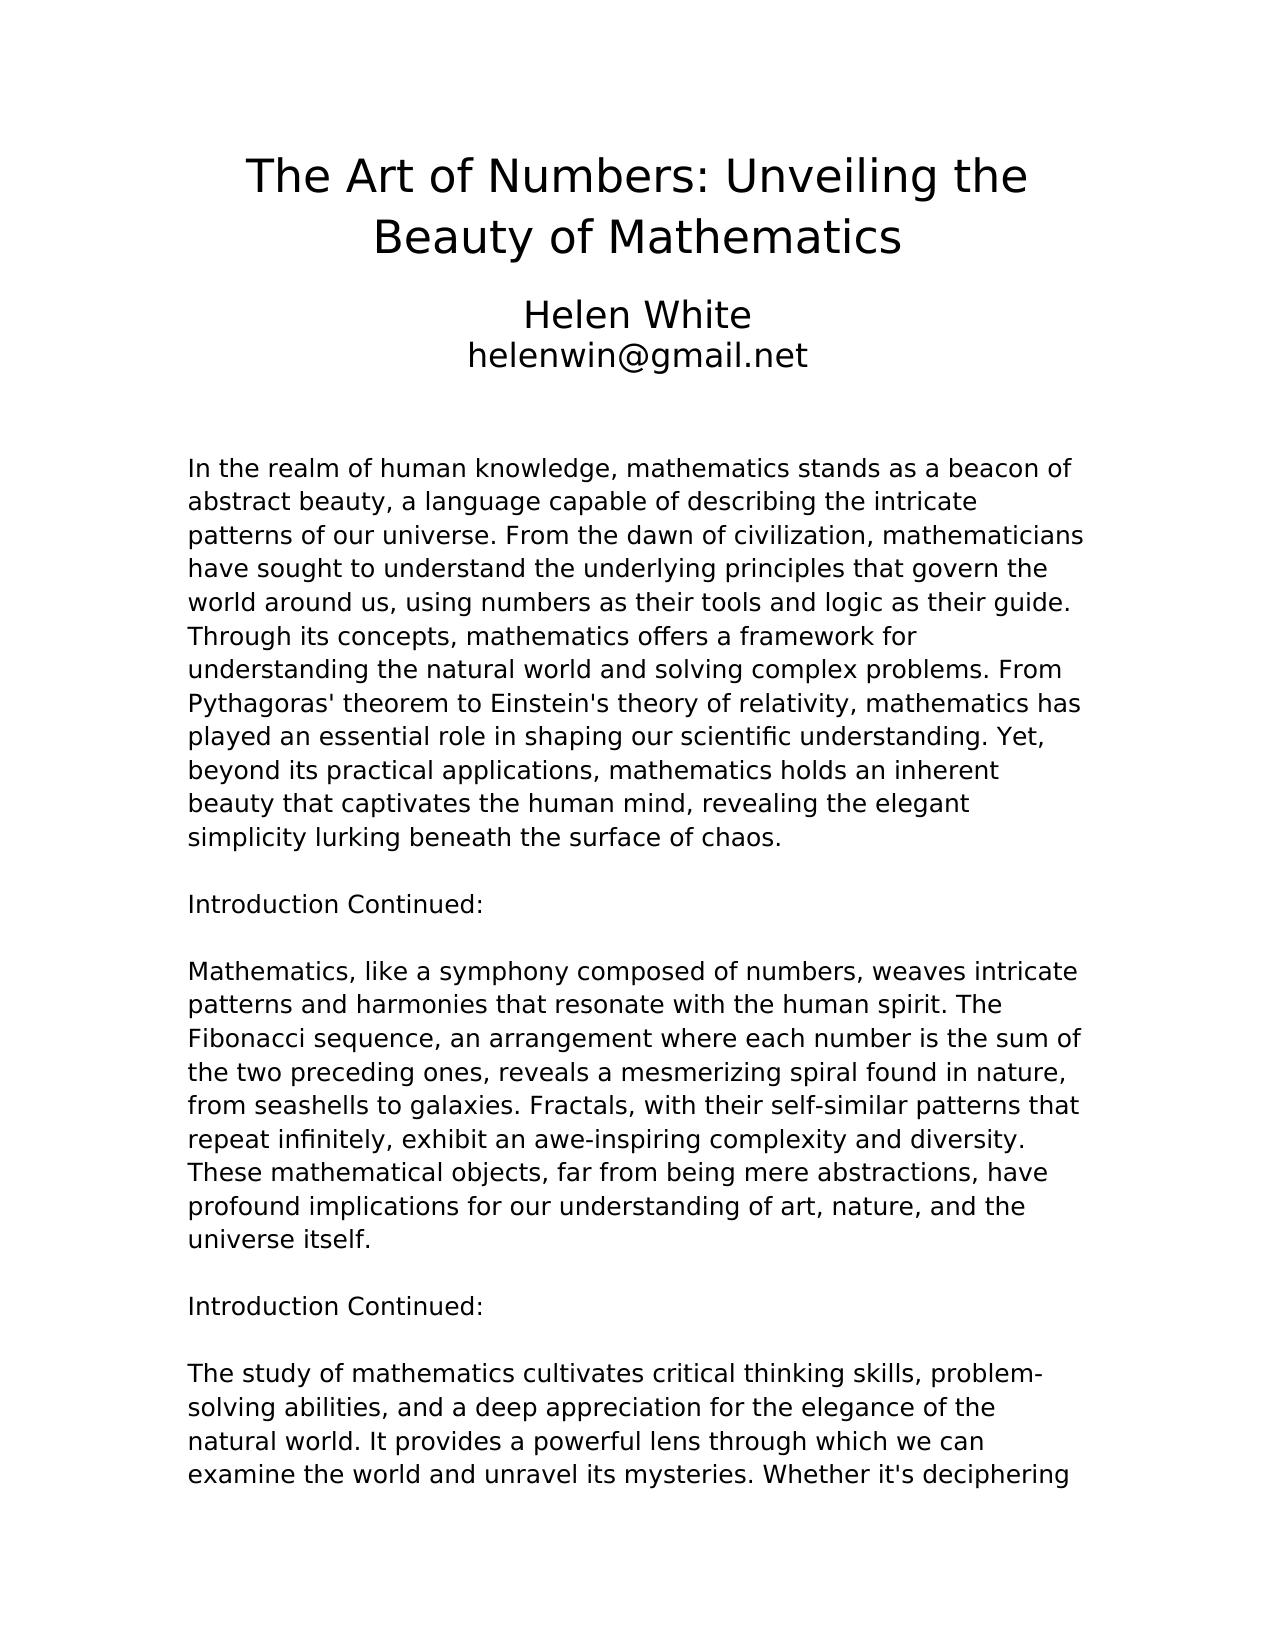 The Art of Numbers: Unveiling the
Beauty of Mathematics
Helen White
helenwin@gmail.net
In the realm of human knowledge, mathematics stands as a beacon of
abstract beauty, a language capable of describing the intricate
patterns of our universe. From the dawn of civilization, mathematicians
have sought to understand the underlying principles that govern the
world around us, using numbers as their tools and logic as their guide.
Through its concepts, mathematics offers a framework for
understanding the natural world and solving complex problems. From
Pythagoras' theorem to Einstein's theory of relativity, mathematics has
played an essential role in shaping our scientific understanding. Yet,
beyond its practical applications, mathematics holds an inherent
beauty that captivates the human mind, revealing the elegant
simplicity lurking beneath the surface of chaos.
Introduction Continued:
Mathematics, like a symphony composed of numbers, weaves intricate
patterns and harmonies that resonate with the human spirit. The
Fibonacci sequence, an arrangement where each number is the sum of
the two preceding ones, reveals a mesmerizing spiral found in nature,
from seashells to galaxies. Fractals, with their self-similar patterns that
repeat infinitely, exhibit an awe-inspiring complexity and diversity.
These mathematical objects, far from being mere abstractions, have
profound implications for our understanding of art, nature, and the
universe itself.
Introduction Continued:
The study of mathematics cultivates critical thinking skills, problem-
solving abilities, and a deep appreciation for the elegance of the
natural world. It provides a powerful lens through which we can
examine the world and unravel its mysteries. Whether it's deciphering